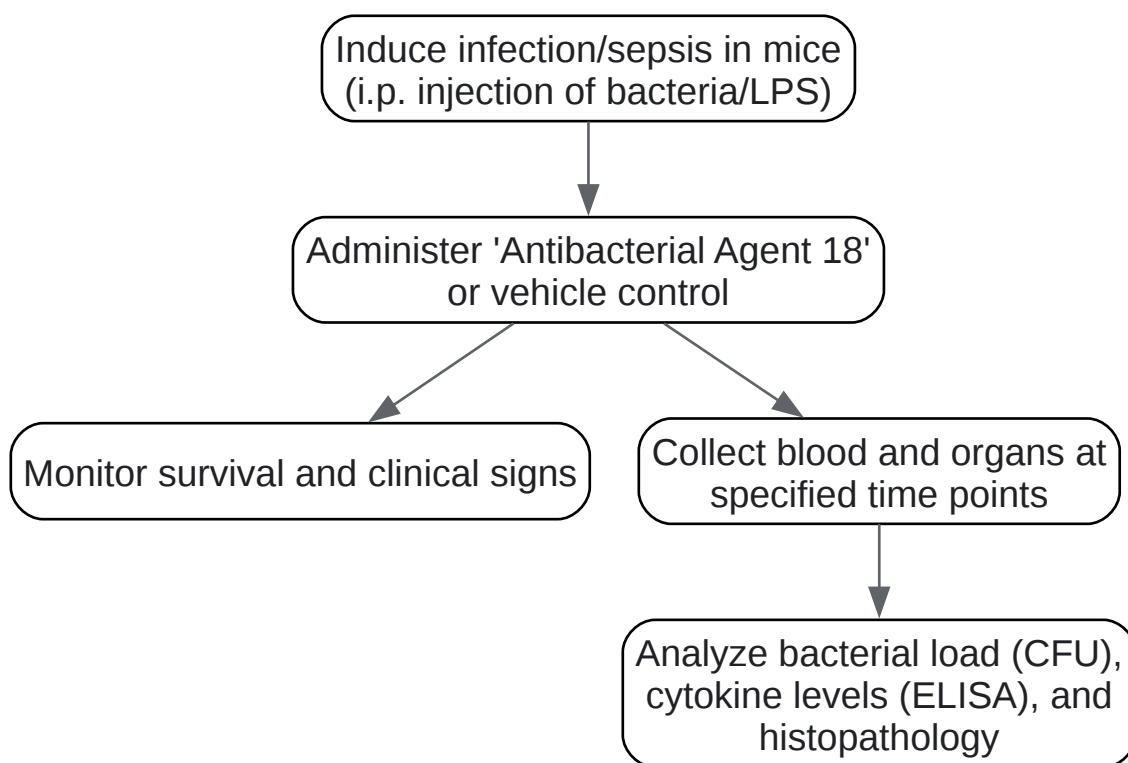 Induce infection/sepsis in mice
(i.p. injection of bacteria/LPS)
Administer 'Antibacterial Agent 18'
or vehicle control
Monitor survival and clinical signs
Collect blood and organs at
specified time points
Analyze bacterial load (CFU),
cytokine levels (ELISA), and
histopathology